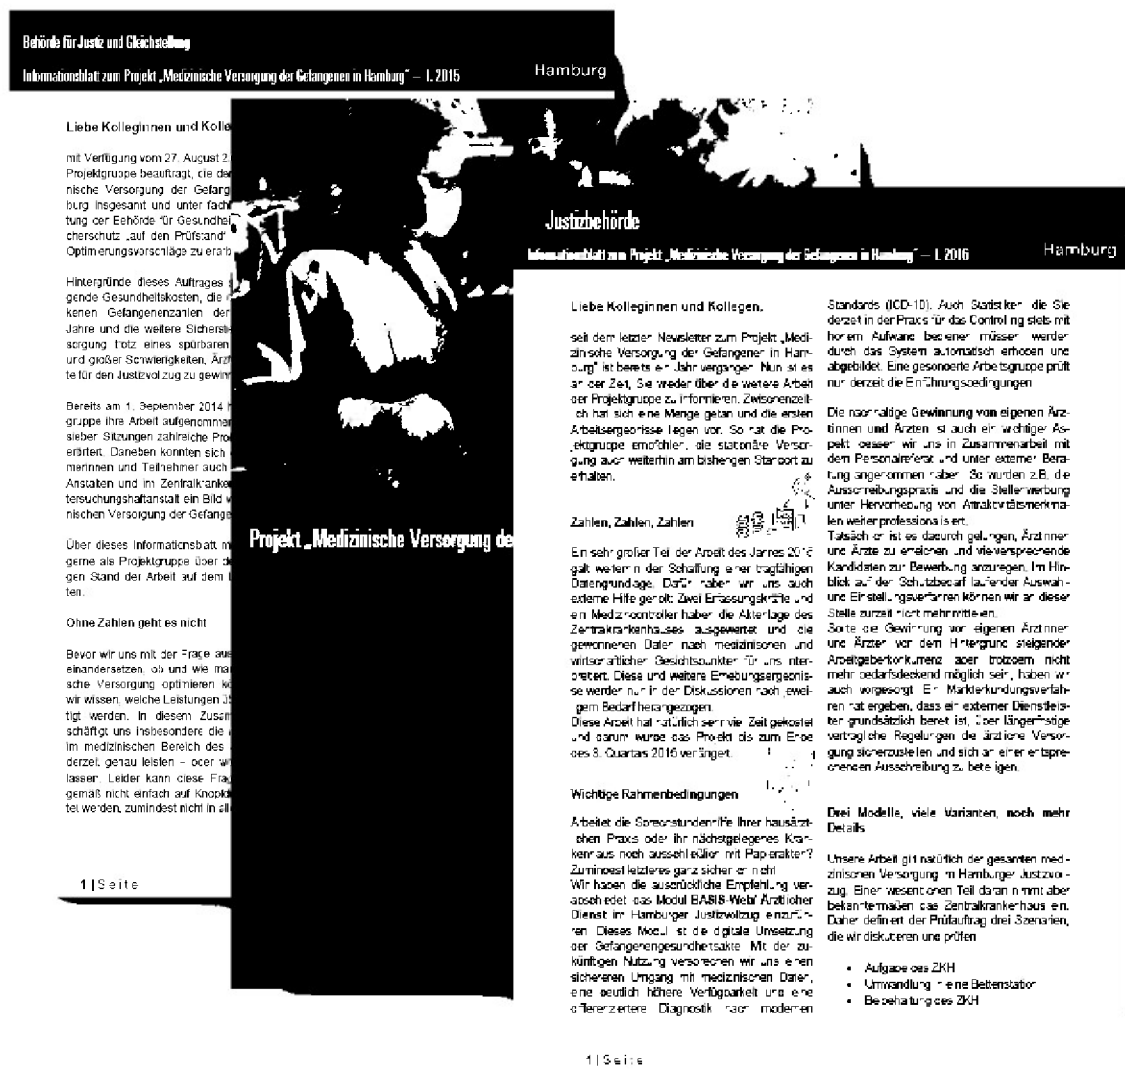 Behörde für Justiz und Gleichstellung
Informationsblatt zum Projekt „Medizinische Versorgung der Gefangenen in Hamburg“ – I. 2015
Hamburg
Liebe Kolleginnen und Kolle
mit Verfügung vom 27. August 2
Projektgruppe beauftragt, die der
nische Versorgung der Gefang
burg insgesamt und unter fach
tung der Behörde für Gesundhei
cherschutz „auf den Prüfstand“
Optimierungsvorschläge zu erarb
Hintergründe dieses Auftrages
gende Gesundheitskosten, die
kenen Gefangenenzahlen der
Jahre und die weitere Sicherst
sorgung trotz eines spürbaren
und großer Schwierigkeiten, Ärzt
te für den Justizvollzug zu gewin
Bereits am 1. September 2014 h
gruppe ihre Arbeit aufgenommen
sieben Sitzungen zahlreiche Pro
erörtert. Daneben konnten sich
merinnen und Teilnehmer auch
Anstalten und im Zentralkranke
tersuchungshaftanstalt ein Bild v
nischen Versorgung der Gefange
Über dieses Informationsblatt m
gerne als Projektgruppe über de
gen Stand der Arbeit auf dem
ten.
Ohne Zahlen geht es nicht
Bevor wir uns mit der Frage aus
einandersetzen, ob und wie ma
sche Versorgung optimieren kö
wir wissen, welche Leistungen
tigt werden. In diesem Zusam
schäftigt uns insbesondere die
im medizinischen Bereich des
derzeit genau leisten – oder w
lassen. Leider kann diese Frag
gemäß nicht einfach auf Knopfd
tet werden, zumindest nicht in all
1 | Seite
Projekt „Medizinische Versorgung de
Justizbehörde
Informationsblatt zum Projekt „Medizinische Versorgung der Gefangenen in Hamburg“ – I. 2016
Hamburg
Liebe Kolleginnen und Kollegen,
seit dem letzten Newsletter zum Projekt „Medi-
zinische Versorgung der Gefangenen in Ham-
burg“ ist bereits ein Jahr vergangen. Nun ist es
an der Zeit, Sie wieder über die weitere Arbeit
der Projektgruppe zu informieren. Zwischenzeit-
lich hat sich eine Menge getan und die ersten
Arbeitsergebnisse liegen vor. So hat die Pro-
jektgruppe empfohlen, die stationäre Versor-
gung auch weiterhin am bisherigen Standort zu
erhalten.
Zahlen, Zahlen, Zahlen
Ein sehr großer Teil der Arbeit des Jahres 2015
galt weiterhin der Schaffung einer tragfähigen
Datengrundlage. Dafür haben wir uns auch
externe Hilfe geholt: Zwei Erfassungskräfte und
ein Medizincontroller haben die Aktenlage des
Zentralkrankenhauses ausgewertet und die
gewonnenen Daten nach medizinischen und
wirtschaftlichen Gesichtspunkten für uns inter-
pretiert. Diese und weitere Erhebungsergebnis-
se werden nun in den Diskussionen nach jewei-
ligem Bedarf herangezogen.
Diese Arbeit hat natürlich sehr viel Zeit gekostet
und darum wurde das Projekt bis zum Ende
des 3. Quartals 2016 verlängert.
Wichtige Rahmenbedingungen
Arbeitet die Sprechstundenhilfe Ihrer hausärzt-
lichen Praxis oder ihr nächstgelegenes Kran-
kenhaus noch ausschließlich mit Papierakten?
Zumindest letzteres ganz sicherlich nicht!
Wir haben die ausdrückliche Empfehlung ver-
abschiedet, das Modul BASIS-Web/ Ärztlicher
Dienst im Hamburger Justizvollzug einzufüh-
ren. Dieses Modul ist die digitale Umsetzung
der Gefangenengesundheitsakte. Mit der zu-
künftigen Nutzung versprechen wir uns einen
sichereren Umgang mit medizinischen Daten,
eine deutlich höhere Verfügbarkeit und eine
differenziertere Diagnostik nach modernen
Standards (ICD-10). Auch Statistiken, die Sie
derzeit in der Praxis für das Controlling stets mit
hohem Aufwand bedienen müssen, werden
durch das System automatisch erhoben und
abgebildet. Eine gesonderte Arbeitsgruppe prüft
nun derzeit die Einführungsbedingungen.
Die nachhaltige Gewinnung von eigenen Ärz-
tinnen und Ärzten ist auch ein wichtiger As-
pekt, dessen wir uns in Zusammenarbeit mit
dem Personalreferat und unter externer Bera-
tung angenommen haben. So wurden z.B. die
Ausschreibungspraxis und die Stellenwerbung
unter Hervorhebung von Attraktivitätsmerkma-
len weiter professionalisiert.
Tatsächlich ist es dadurch gelungen, Ärztinnen
und Ärzte zu erreichen und vielversprechende
Kandidaten zur Bewerbung anzuregen. Im Hin-
blick auf den Schutzbedarf laufender Auswahl-
und Einstellungsverfahren können wir an dieser
Stelle zurzeit nicht mehr mitteilen.
Sollte die Gewinnung von eigenen Ärztinnen
und Ärzten vor dem Hintergrund steigender
Arbeitgeberkonkurrenz aber trotzdem nicht
mehr bedarfsdeckend möglich sein, haben wir
auch vorgesorgt. Ein Markterkundungsverfah-
ren hat ergeben, dass ein externer Dienstleis-
ter grundsätzlich bereit ist, über längerfristige
vertragliche Regelungen die ärztliche Versor-
gung sicherzustellen und sich an einer entspre-
chenden Ausschreibung zu beteiligen.
Drei Modelle, viele Varianten, noch mehr
Details
Unsere Arbeit gilt natürlich der gesamten medi-
zinischen Versorgung im Hamburger Justizvoll-
zug. Einen wesentlichen Teil daran nimmt aber
bekanntermaßen das Zentralkrankenhaus ein.
Daher definiert der Prüfauftrag drei Szenarien,
die wir diskutieren und prüfen:
• Aufgabe des ZKH
• Umwandlung in eine Bettenstation
• Beibehaltung des ZKH
1 | Seite